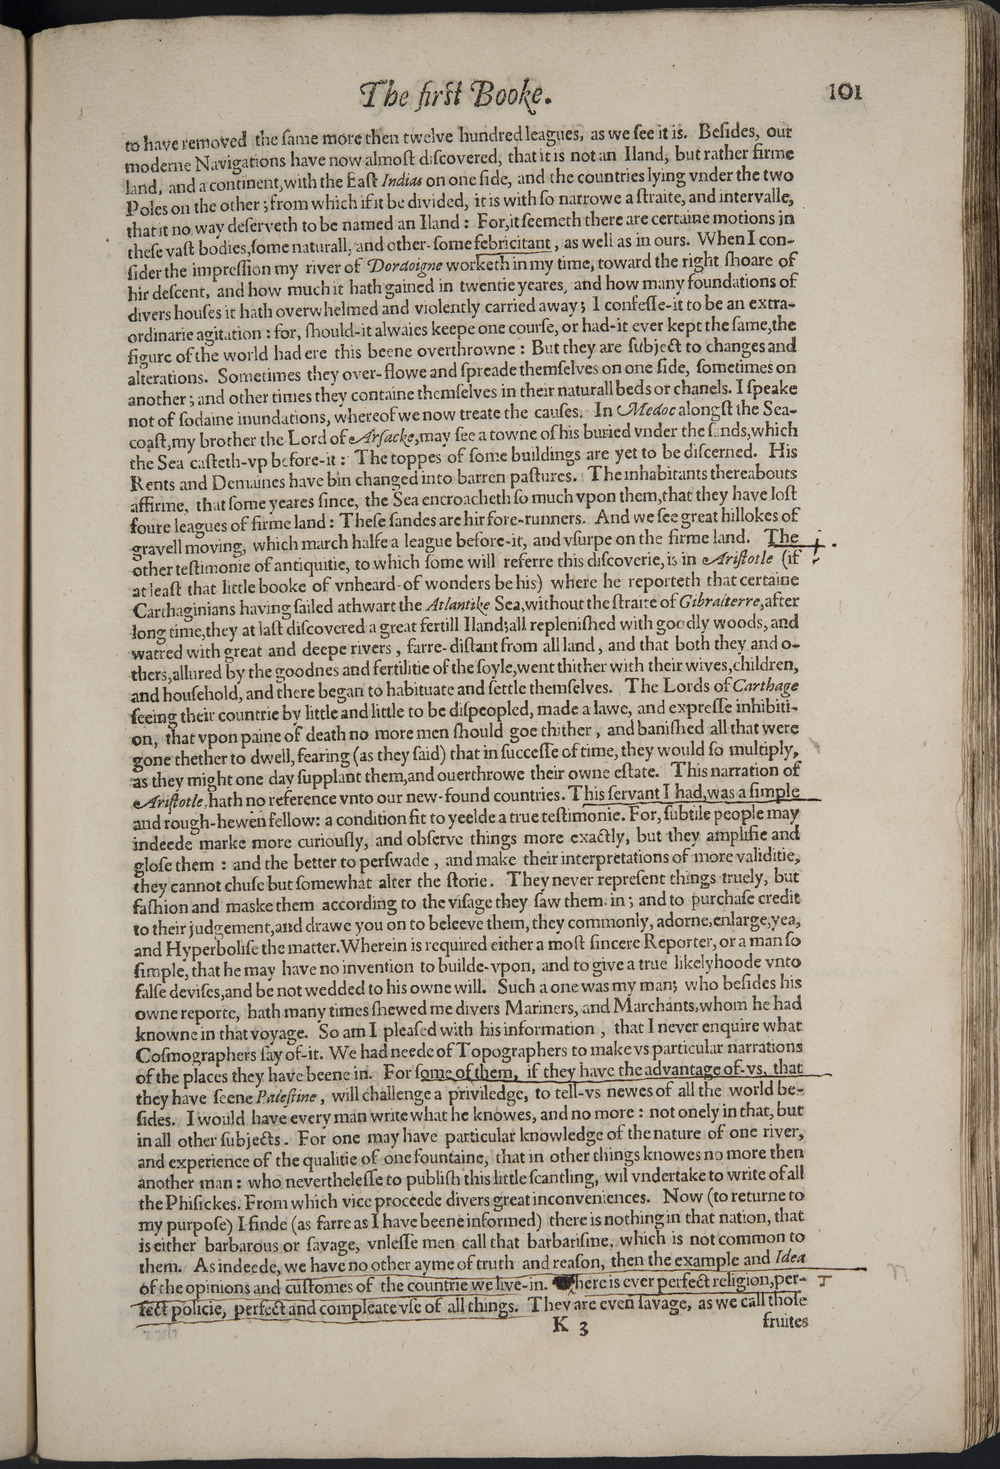 The first Booke.
101
to have removed the ſame more then twelve hundred leagues, as we ſee it is. Beſides, our
moderne Navigations have now almoſt diſcovered, that it is not an Iland, but rather firme
land, and a continent, with the Eaſt Indias on one ſide, and the countries lying vnder the two
Poles on the other; from which if it be divided, it is with ſo narrowe a ſtraite, and intervalle,
that it no way deſerveth to be named an Iland: For, it ſeemeth there are certaine motions in
theſe vaſt bodies, ſome naturall, and other-ſome febricitant, as well as in ours. When I con-
ſider the impreſſion my river of Dordoigne worketh in my time, toward the right ſhoare of
hir deſcent, and how much it hath gained in twentie yeares, and how many foundations of
divers houſes it hath overwhelmed and violently carried away; I confeſſe-it to be an extra-
ordinarie agitation: for, ſhould-it alwaies keepe one courſe, or had-it ever kept the ſame, the
figure of the world had ere this beene overthrowne: But they are ſubject to changes and
alterations. Sometimes they over-flowe and ſpreade themſelves on one ſide, ſometimes on
another; and other times they containe themſelves in their naturall beds or chanels. I ſpeake
not of ſodaine inundations, whereof we now treate the cauſes. In Medoc alongſt the Sea-
coaſt, my brother the Lord of Arſacke, may ſee a towne of his buried vnder the ſands, which
the Sea caſteth-vp before-it: The toppes of ſome buildings are yet to be diſcerned. His
Rents and Demaines have bin changed into barren paſtures. The inhabitants thereabouts
affirme, that ſome yeares ſince, the Sea encroacheth ſo much vpon them, that they have loſt
foure leagues of firme land: Theſe ſandes are hir fore-runners. And we ſee great hillokes of
gravell moving, which march halfe a league before-it, and vſurpe on the firme land. The
other teſtimonie of antiquitie, to which ſome will referre this diſcoverie, is in Ariſtotle (if
at leaſt that little booke of vnheard-of wonders be his) where he reporteth that certaine
Carthaginians having ſailed athwart the Atlantike Sea, without the ſtraite of Gibralterre, after
long time, they at laſt diſcovered a great fertill Iland, all repleniſhed with goodly woods, and
watred with great and deepe rivers, farre-diſtant from all land, and that both they and o-
thers, allured by the goodnes and fertilitie of the ſoyle, went thither with their wives, children,
and houſehold, and there began to habituate and ſettle themſelves. The Lords of Carthage
ſeeing their countrie by little and little to be diſpeopled, made a lawe, and expreſſe inhibiti-
on, that vpon paine of death no more men ſhould goe thither, and baniſhed all that were
gone thether to dwell, fearing (as they ſaid) that in ſucceſſe of time, they would ſo multiply,
as they might one day ſupplant them, and ouerthrowe their owne eſtate. This narration of
Ariſtotle, hath no reference vnto our new-found countries. This ſervant I had, was a ſimple
and rough-hewen fellow: a condition fit to yeelde a true teſtimonie. For, ſubtile people may
indeede marke more curiouſly, and obſerve things more exactly, but they amplifie and
gloſe them: and the better to perſwade, and make their interpretations of more validitie,
they cannot chuſe but ſomewhat alter the ſtorie. They never repreſent things truely, but
faſhion and maske them according to the viſage they ſaw them in; and to purchaſe credit
to their judgement, and drawe you on to beleeve them, they commonly, adorne, enlarge, yea,
and Hyperboliſe the matter. Wherein is required either a moſt ſincere Reporter, or a man ſo
ſimple, that he may have no invention to builde-vpon, and to give a true likelyhoode vnto
falſe deviſes, and be not wedded to his owne will. Such a one was my man; who beſides his
owne reporte, hath many times ſhewed me divers Mariners, and Marchants, whom he had
knowne in that voyage. So am I pleaſed with his information, that I never enquire what
Coſmographers ſay of-it. We had neede of Topographers to make vs particular narrations
of the places they have beene in. For ſome of them, if they have the advantage of-vs, that
they have ſeene Paleſtine, will challenge a priviledge, to tell-vs newes of all the world be-
ſides. I would have every man write what he knowes, and no more: not onely in that, but
in all other ſubjects. For one may have particular knowledge of the nature of one river,
and experience of the qualitie of one fountaine, that in other things knowes no more then
another man: who nevertheleſſe to publiſh this little ſcantling, wil vndertake to write of all
the Phiſickes. From which vice proceede divers great inconveniences. Now (to returne to
my purpoſe) I finde (as farre as I have beene informed) there is nothing in that nation, that
is either barbarous or ſavage, vnleſſe men call that barbariſme, which is not common to
them. As indeede, we have no other ayme of truth and reaſon, then the example and Idea
of the opinions and cuſtomes of the countrie we live-in. There is ever perfect religion, per-
fect policie, perfect and compleate vſe of all things. They are even ſavage, as we call thoſe
K 3
fruites